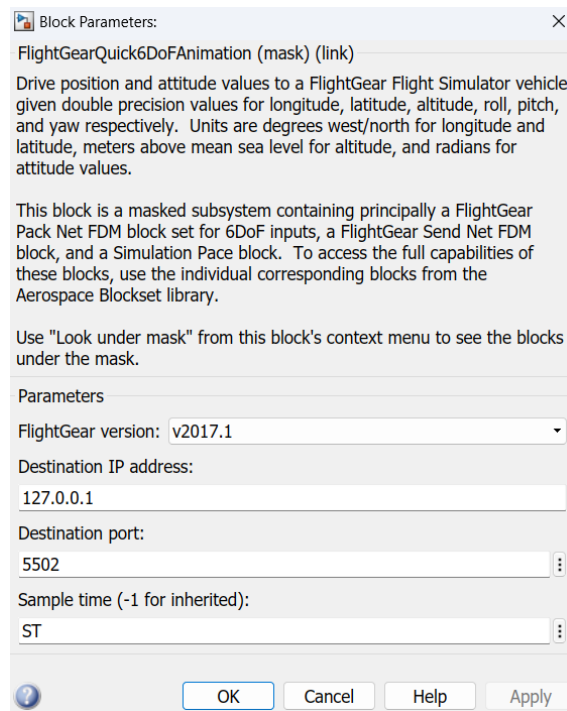 Block Parameters:
FlightGearQuick6DoFAnimation (mask) (link)
Drive position and attitude values to a FlightGear Flight Simulator vehicle
given double precision values for longitude, latitude, altitude, roll, pitch,
and yaw respectively.  Units are degrees west/north for longitude and
latitude, meters above mean sea level for altitude, and radians for
attitude values.
This block is a masked subsystem containing principally a FlightGear
Pack Net FDM block set for 6DoF inputs, a FlightGear Send Net FDM
block, and a Simulation Pace block.  To access the full capabilities of
these blocks, use the individual corresponding blocks from the
Aerospace Blockset library.
Use "Look under mask" from this block's context menu to see the blocks
under the mask.
Parameters
FlightGear version: v2017.1
Destination IP address:
127.0.0.1
Destination port:
5502
Sample time (-1 for inherited):
ST
OK Cancel Help Apply